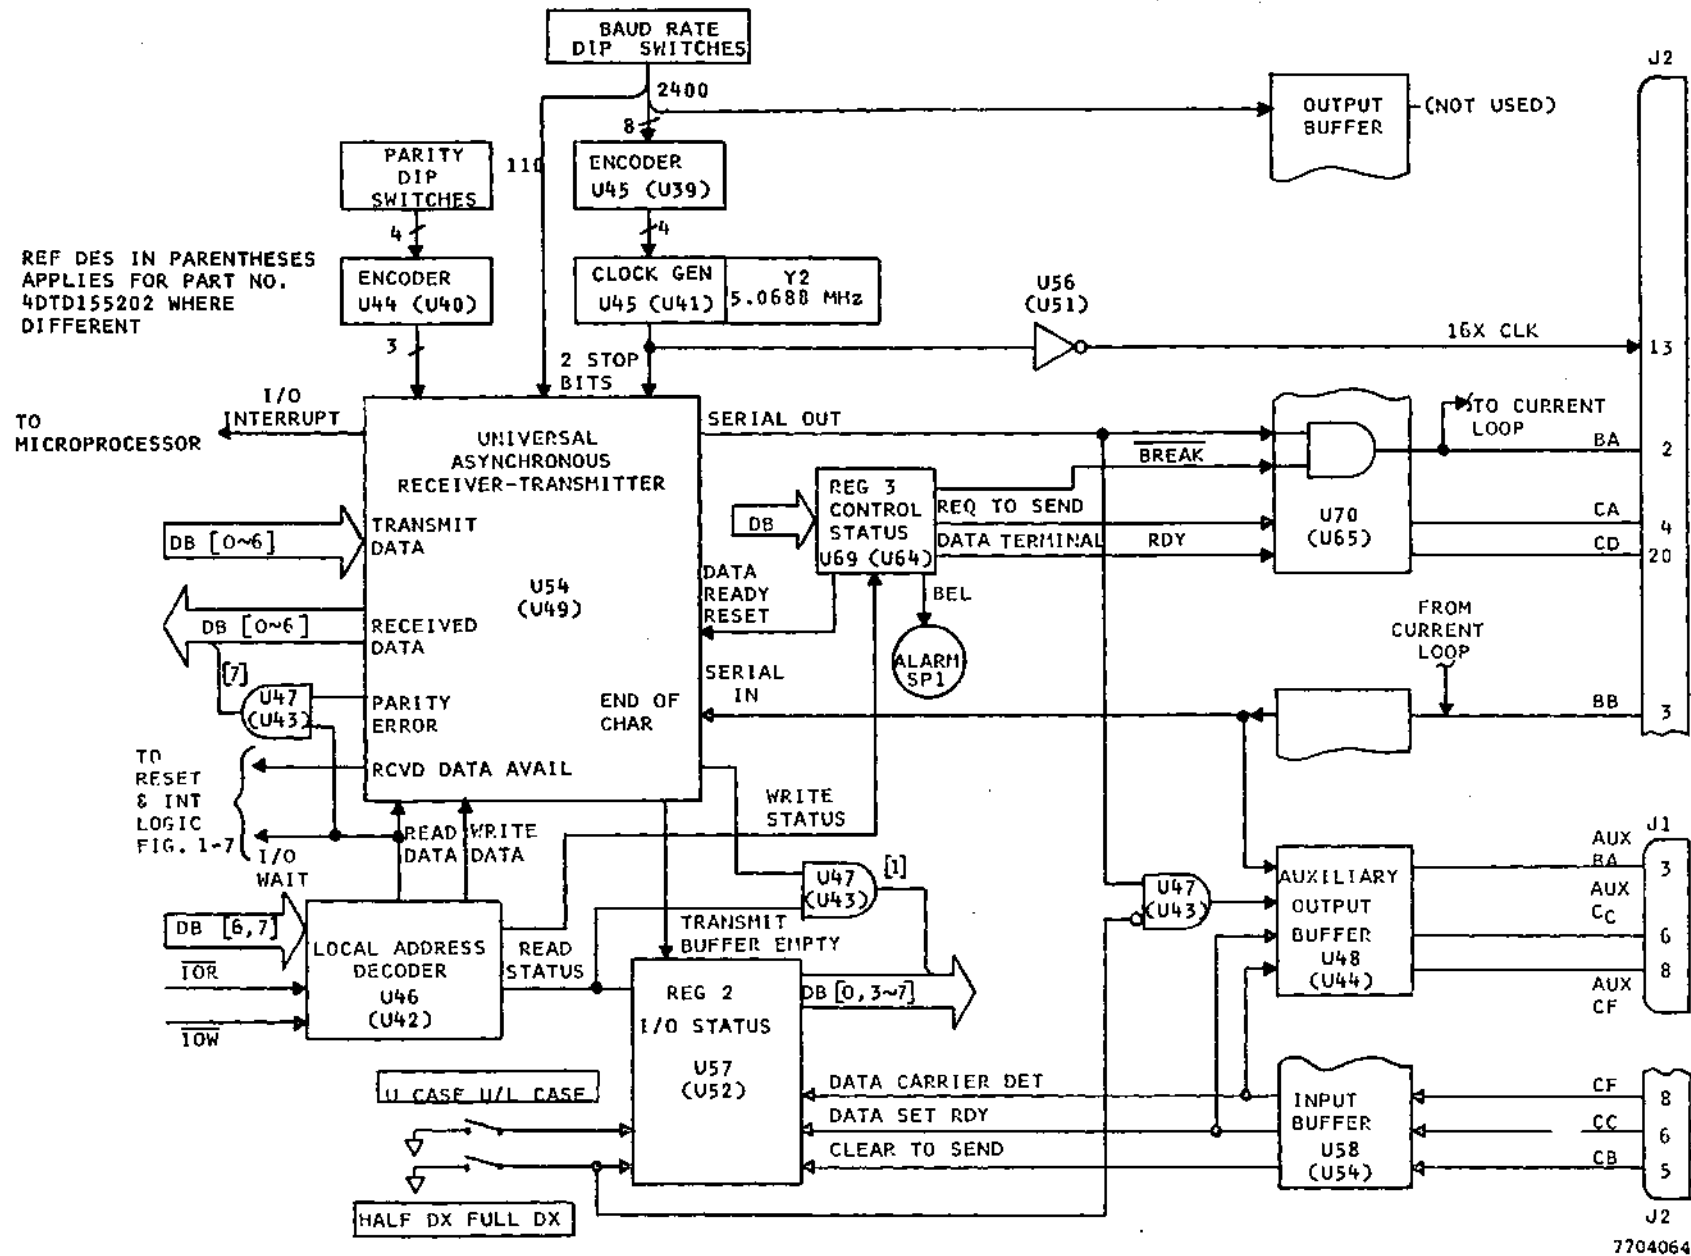 BAUD RATE
DIP SWITCHES
J2
2400
8
OUTPUT
BUFFER
(NOT USED)
PARITY
DIP
SWITCHES
110
ENCODER
U45 (U39)
4
4
REF DES IN PARENTHESES
APPLIES FOR PART NO.
4DTD155202 WHERE
DIFFERENT
ENCODER
U44 (U40)
CLOCK GEN
U45 (U41)
Y2
5.0688 MHz
U56
(U51)
3
2 STOP
BITS
16X CLK
13
TO
MICROPROCESSOR
I/O
INTERRUPT
UNIVERSAL
ASYNCHRONOUS
RECEIVER-TRANSMITTER
SERIAL OUT
BREAK
TO CURRENT
LOOP
BA
2
REG 3
CONTROL
STATUS
U69 (U64)
DB
REQ TO SEND
DATA TERMINAL RDY
U70
(U65)
CA
4
CD
20
DB [0~6]
TRANSMIT
DATA
U54
(U49)
DATA
READY
RESET
BEL
ALARM
SP1
FROM
CURRENT
LOOP
DB [0~6]
RECEIVED
DATA
[7]
U47
(U43)
PARITY
ERROR
END OF
CHAR
SERIAL
IN
BB
3
TO
RESET
& INT
LOGIC
FIG. 1-7
RCVD DATA AVAIL
I/O
WAIT
READ
DATA
WRITE
DATA
WRITE
STATUS
U47
(U43)
[1]
U47
(U43)
AUXILIARY
OUTPUT
BUFFER
U48
(U44)
J1
AUX
BA
3
AUX
CC
6
8
AUX
CF
DB [6,7]
IOR
IOW
LOCAL ADDRESS
DECODER
U46
(U42)
READ
STATUS
TRANSMIT
BUFFER EMPTY
REG 2
I/O STATUS
U57
(U52)
DB [0,3~7]
U CASE U/L CASE
HALF DX FULL DX
DATA CARRIER DET
DATA SET RDY
CLEAR TO SEND
INPUT
BUFFER
U58
(U54)
CF
8
CC
6
CB
5
J2
7704064